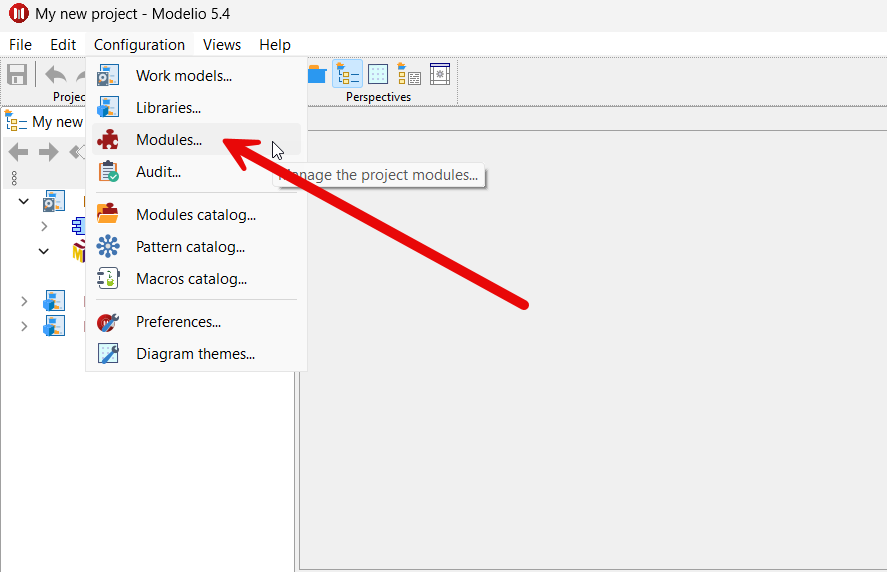 My new project - Modelio 5.4
File Edit Configuration Views Help
Work models...
Projec
Perspectives
Libraries...
My new
Modules...
Audit...
anage the project modules...
Modules catalog...
Pattern catalog...
Macros catalog...
Preferences...
Diagram themes...